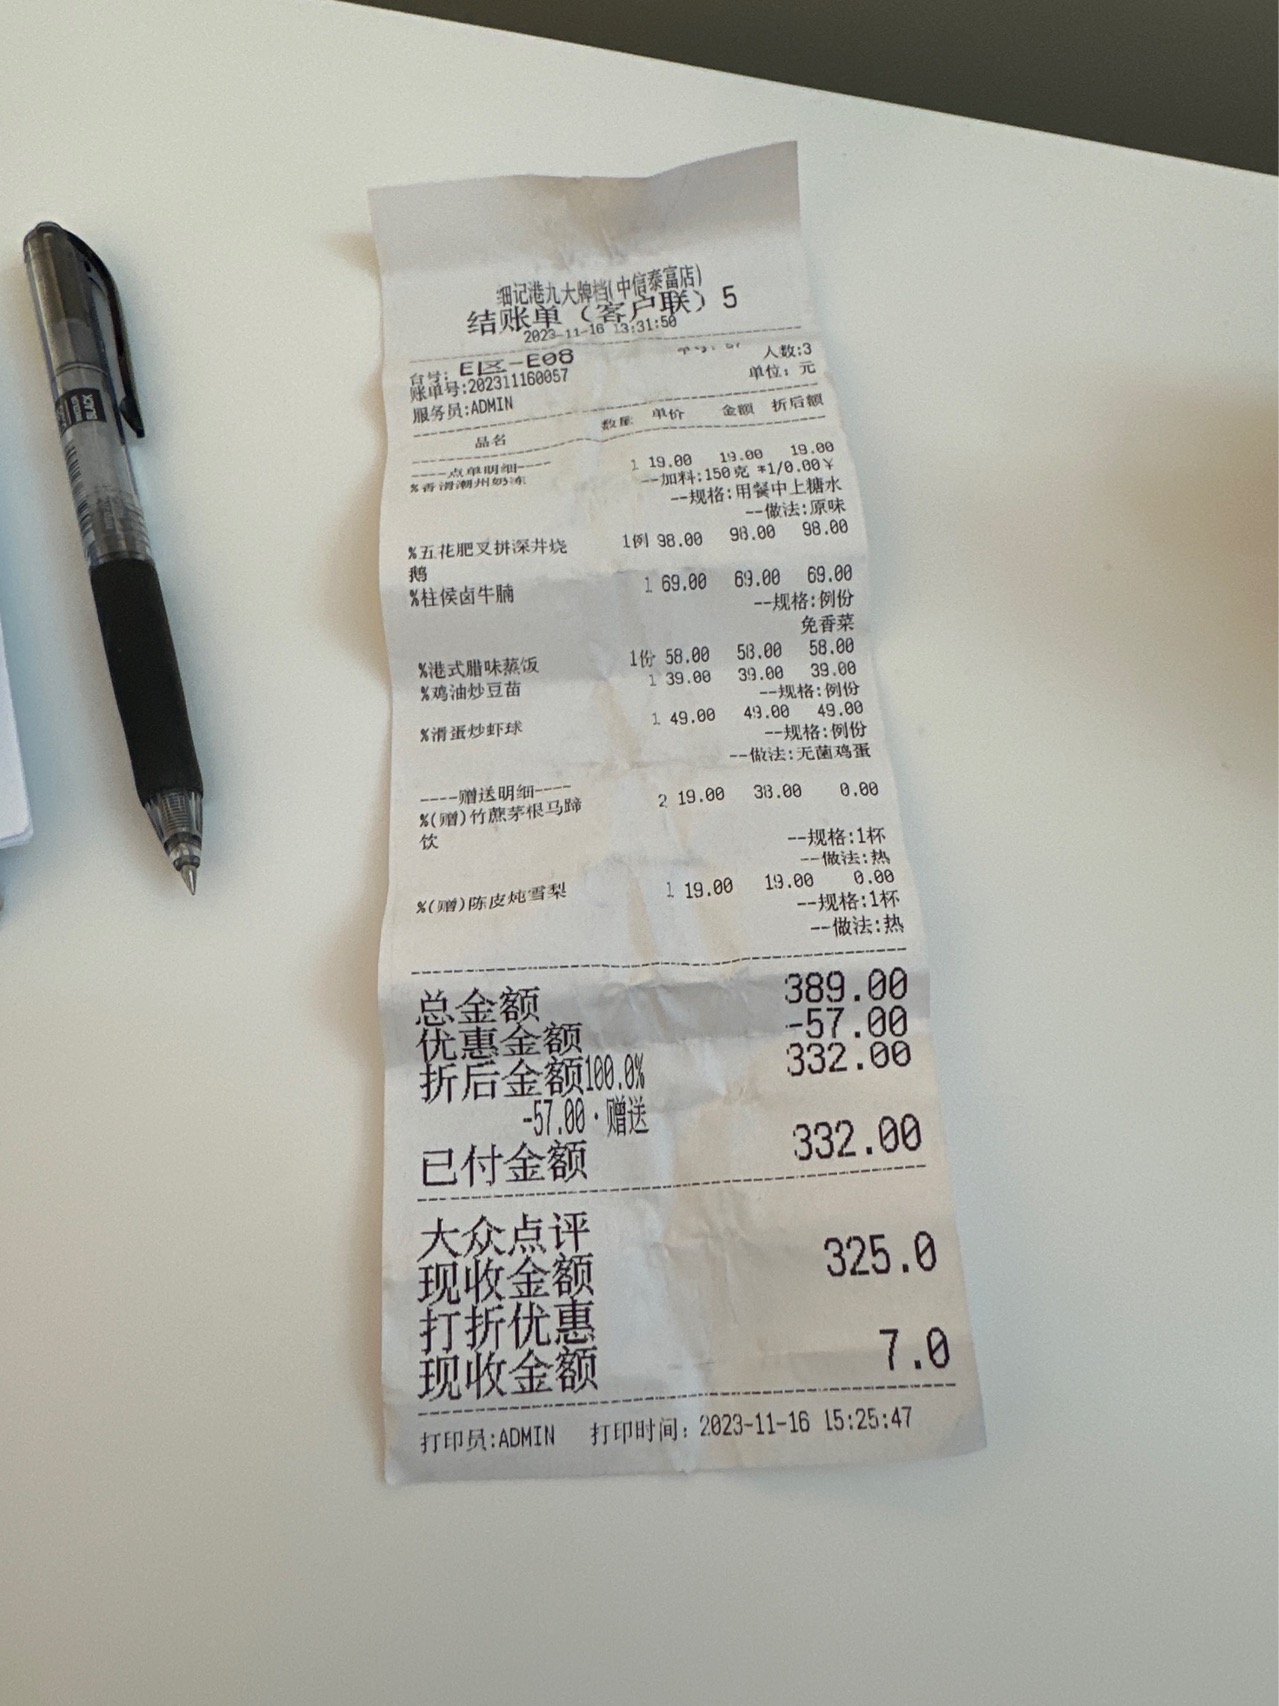 细记港九大牌档(中信泰富店)
结账单（客户联）5
2023-11-16 13:31:50
台号: E区-E08
人数:3
账单号:202311160057
单位: 元
服务员:ADMIN
品名 数量 单价 金额 折后额
----点单明细----
%香滑潮州奶冻 1 19.00 19.00 19.00
--加料:150克 *1/0.00￥
--规格:用餐中上糖水
--做法:原味
%五花肥叉拼深井烧 1例 98.00 98.00 98.00
鹅
%柱侯卤牛腩 1 69.00 69.00 69.00
--规格:例份
免香菜
%港式腊味蒸饭 1份 58.00 58.00 58.00
%鸡油炒豆苗 1 39.00 39.00 39.00
--规格:例份
%滑蛋炒虾球 1 49.00 49.00 49.00
--规格:例份
--做法:无菌鸡蛋
----赠送明细----
%(赠)竹蔗茅根马蹄 2 19.00 38.00 0.00
饮
--规格:1杯
--做法:热
%(赠)陈皮炖雪梨 1 19.00 19.00 0.00
--规格:1杯
--做法:热
总金额 389.00
优惠金额 -57.00
折后金额100.0% 332.00
-57.00·赠送
已付金额 332.00
大众点评
现收金额 325.0
打折优惠
现收金额 7.0
打印员:ADMIN 打印时间: 2023-11-16 15:25:47
BLACK